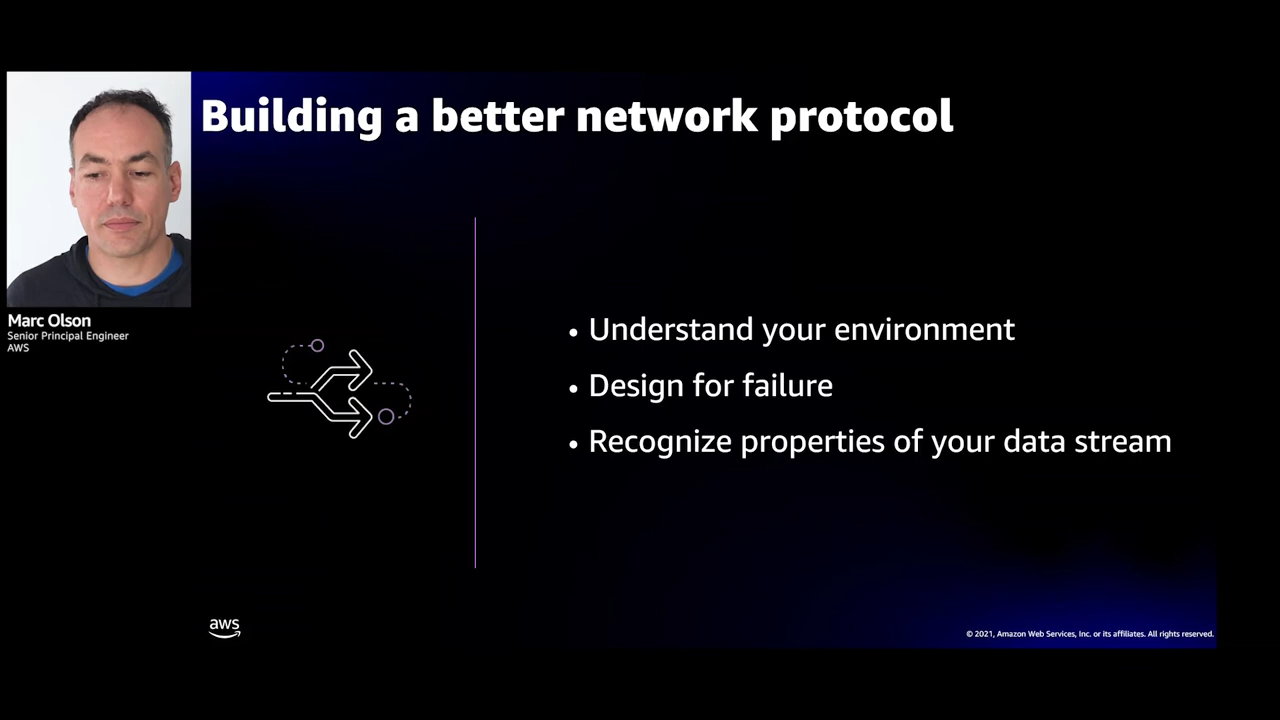 Building a better network protocol
Marc Olson
Senior Principal Engineer
AWS
• Understand your environment
• Design for failure
• Recognize properties of your data stream
aws
© 2021, Amazon Web Services, Inc. or its affiliates. All rights reserved.